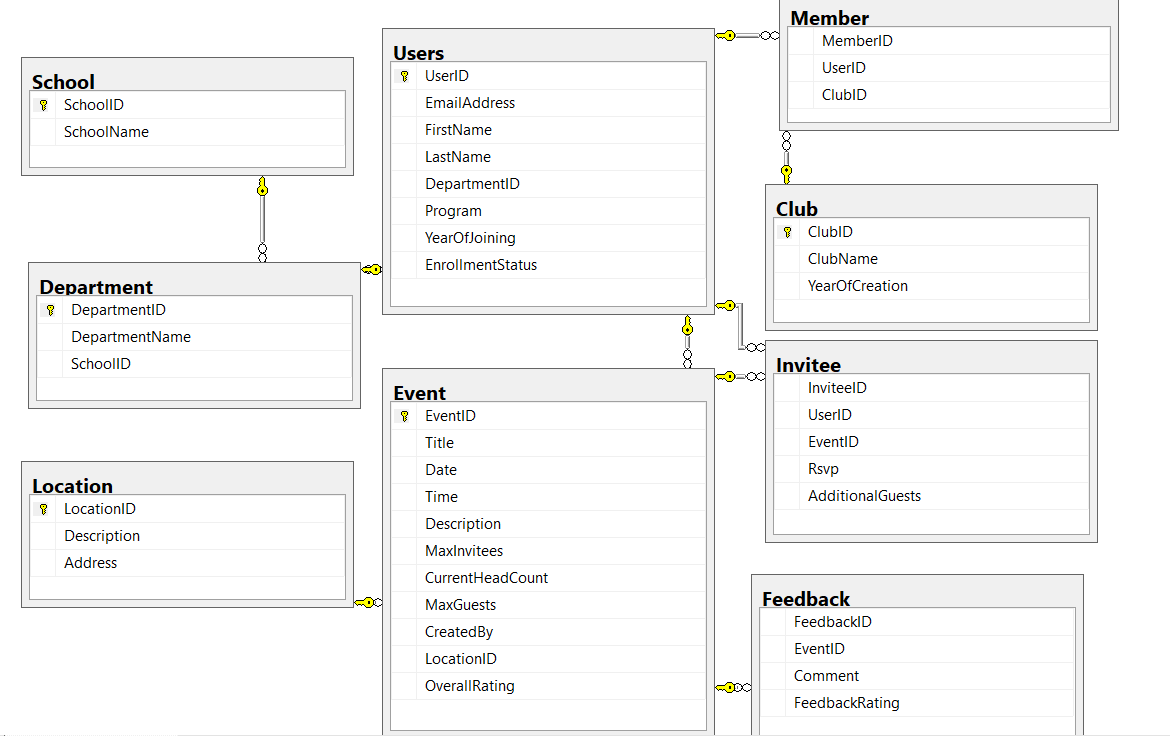 School
SchoolID
SchoolName
Users
UserID
EmailAddress
FirstName
LastName
DepartmentID
Program
YearOfJoining
EnrollmentStatus
Member
MemberID
UserID
ClubID
Club
ClubID
ClubName
YearOfCreation
Department
DepartmentID
DepartmentName
SchoolID
Event
EventID
Title
Date
Time
Description
MaxInvitees
CurrentHeadCount
MaxGuests
CreatedBy
LocationID
OverallRating
Invitee
InviteeID
UserID
EventID
Rsvp
AdditionalGuests
Location
LocationID
Description
Address
Feedback
FeedbackID
EventID
Comment
FeedbackRating